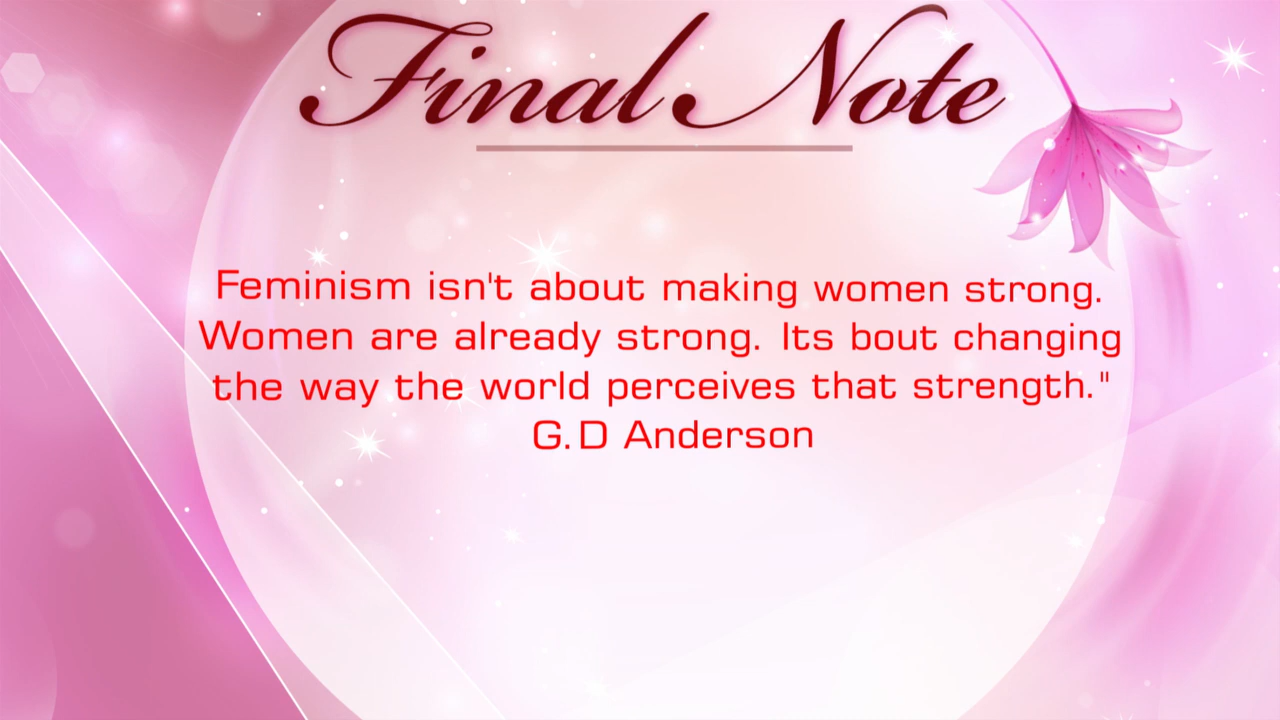 Final Note
Feminism isn't about making women strong.
Women are already strong. Its bout changing
the way the world perceives that strength."
G.D Anderson